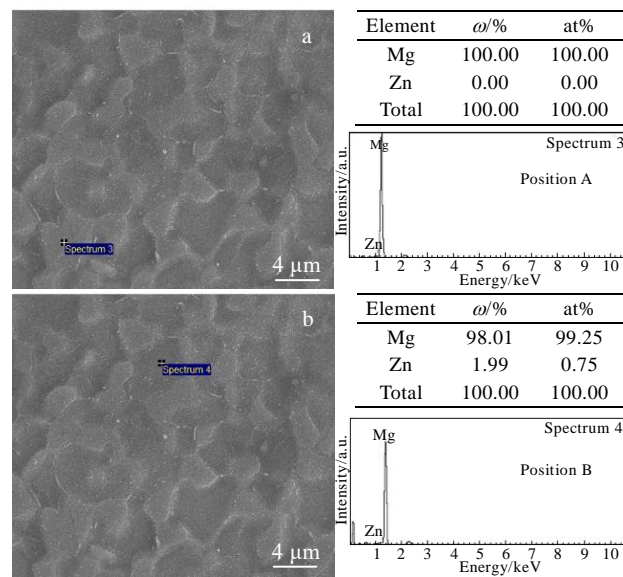 a
Spectrum 3
4 μm
Element ω/% at%
Mg 100.00 100.00
Zn 0.00 0.00
Total 100.00 100.00
Spectrum 3
Mg
Position A
Zn
Intensity/a.u.
1 2 3 4 5 6 7 8 9 10
Energy/keV
b
Spectrum 4
4 μm
Element ω/% at%
Mg 98.01 99.25
Zn 1.99 0.75
Total 100.00 100.00
Spectrum 4
Mg
Position B
Zn
Intensity/a.u.
1 2 3 4 5 6 7 8 9 10
Energy/keV